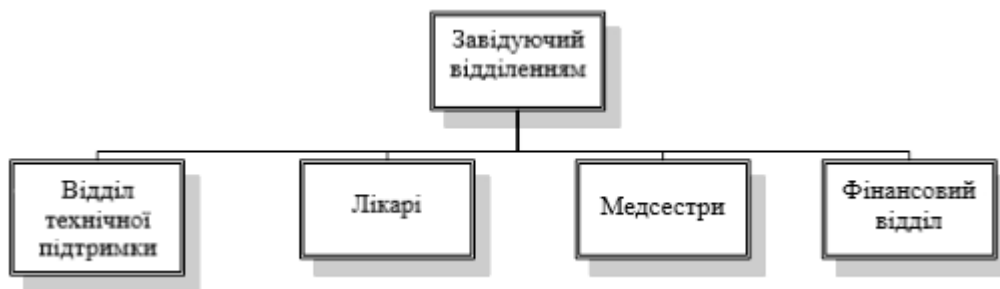 Завідуючий
відділенням
Відділ
технічної
підтримки
Лікарі
Медсестри
Фінансовий
відділ